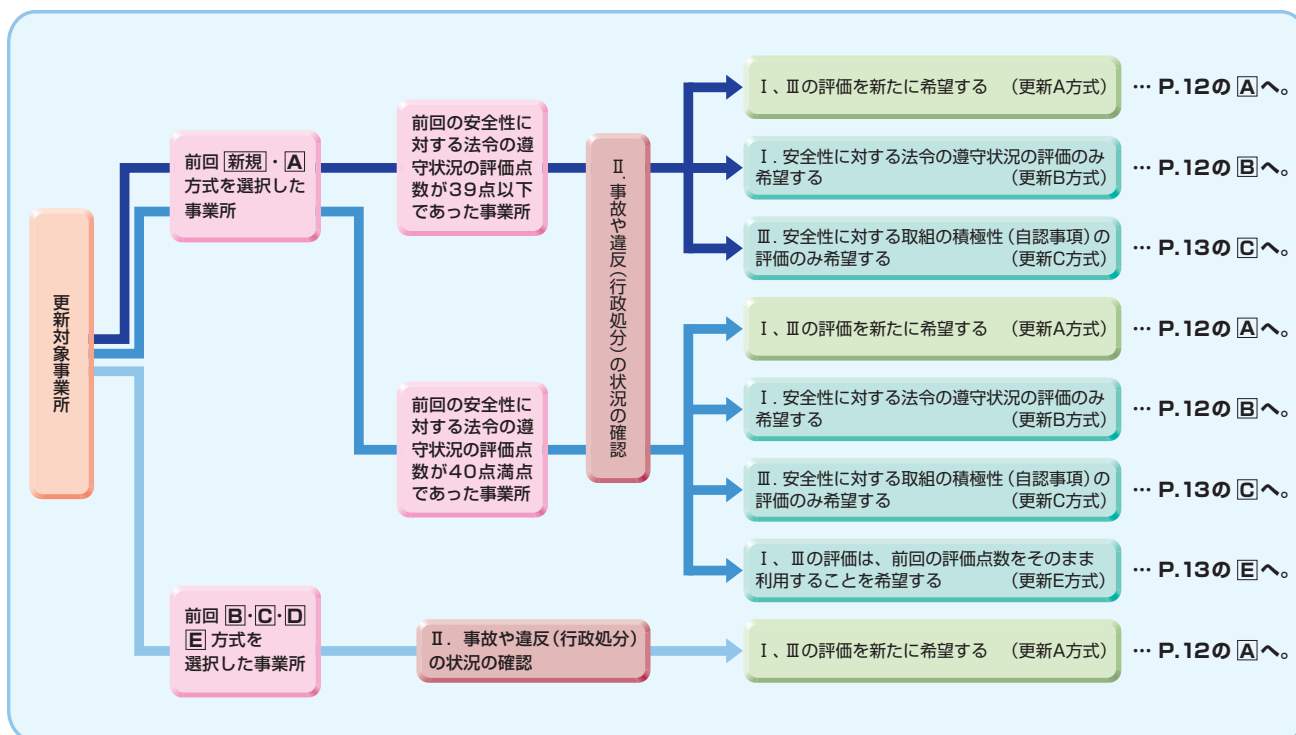 更新対象事業所
前回 新規・A
方式を選択した
事業所
前回の安全性に
対する法令の遵
守状況の評価点
数が39点以下
であった事業所
前回の安全性に
対する法令の遵
守状況の評価点
数が40点満点
であった事業所
Ⅱ.事故や違反(行政処分)の状況の確認
Ⅰ、Ⅲの評価を新たに希望する (更新A方式)
… P.12の A へ。
Ⅰ.安全性に対する法令の遵守状況の評価のみ
希望する (更新B方式)
… P.12の B へ。
Ⅲ.安全性に対する取組の積極性(自認事項)の
評価のみ希望する (更新C方式)
… P.13の C へ。
Ⅰ、Ⅲの評価を新たに希望する (更新A方式)
… P.12の A へ。
Ⅰ.安全性に対する法令の遵守状況の評価のみ
希望する (更新B方式)
… P.12の B へ。
Ⅲ.安全性に対する取組の積極性(自認事項)の
評価のみ希望する (更新C方式)
… P.13の C へ。
Ⅰ、Ⅲの評価は、前回の評価点数をそのまま
利用することを希望する (更新E方式)
… P.13の E へ。
前回 B・C・D
E 方式を
選択した事業所
Ⅱ.事故や違反(行政処分)
の状況の確認
Ⅰ、Ⅲの評価を新たに希望する (更新A方式)
… P.12の A へ。